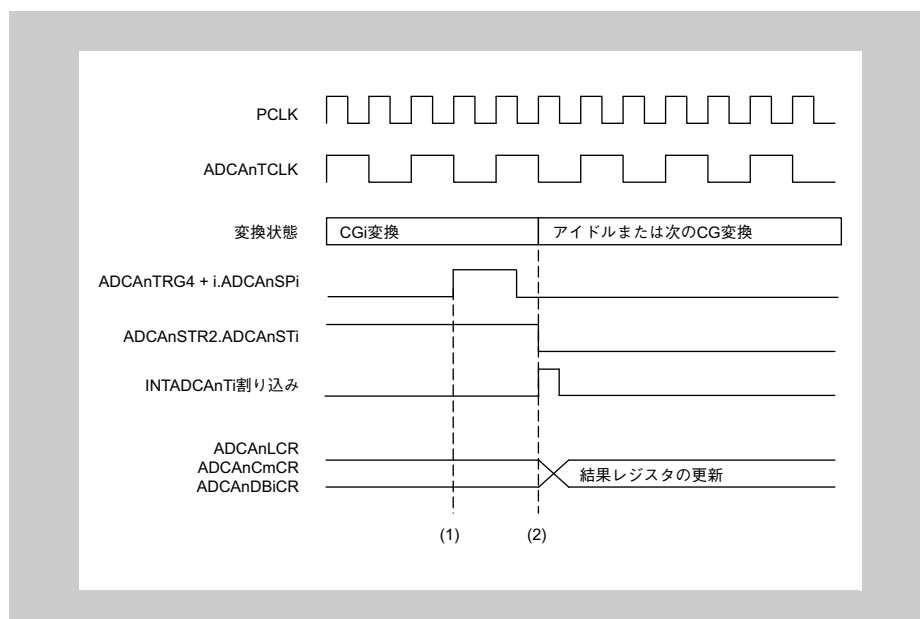 PCLK
ADCAnTCLK
変換状態
CGi変換
アイドルまたは次のCG変換
ADCAnTRG4 + i.ADCAnSPi
ADCAnSTR2.ADCAnSTi
INTADCAnTi割り込み
ADCAnLCR
ADCAnCmCR
ADCAnDBiCR
結果レジスタの更新
(1)
(2)